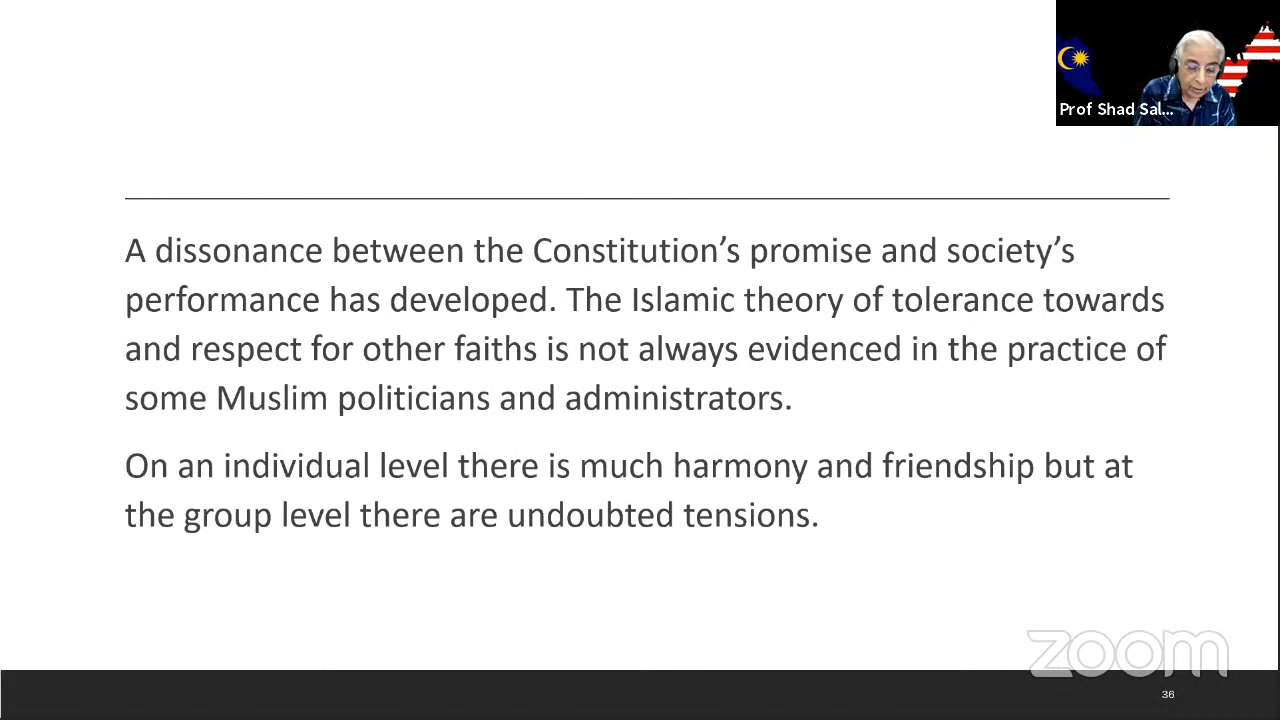 Prof Shad Sal...
A dissonance between the Constitution’s promise and society’s
performance has developed. The Islamic theory of tolerance towards
and respect for other faiths is not always evidenced in the practice of
some Muslim politicians and administrators.
On an individual level there is much harmony and friendship but at
the group level there are undoubted tensions.
zoom
36